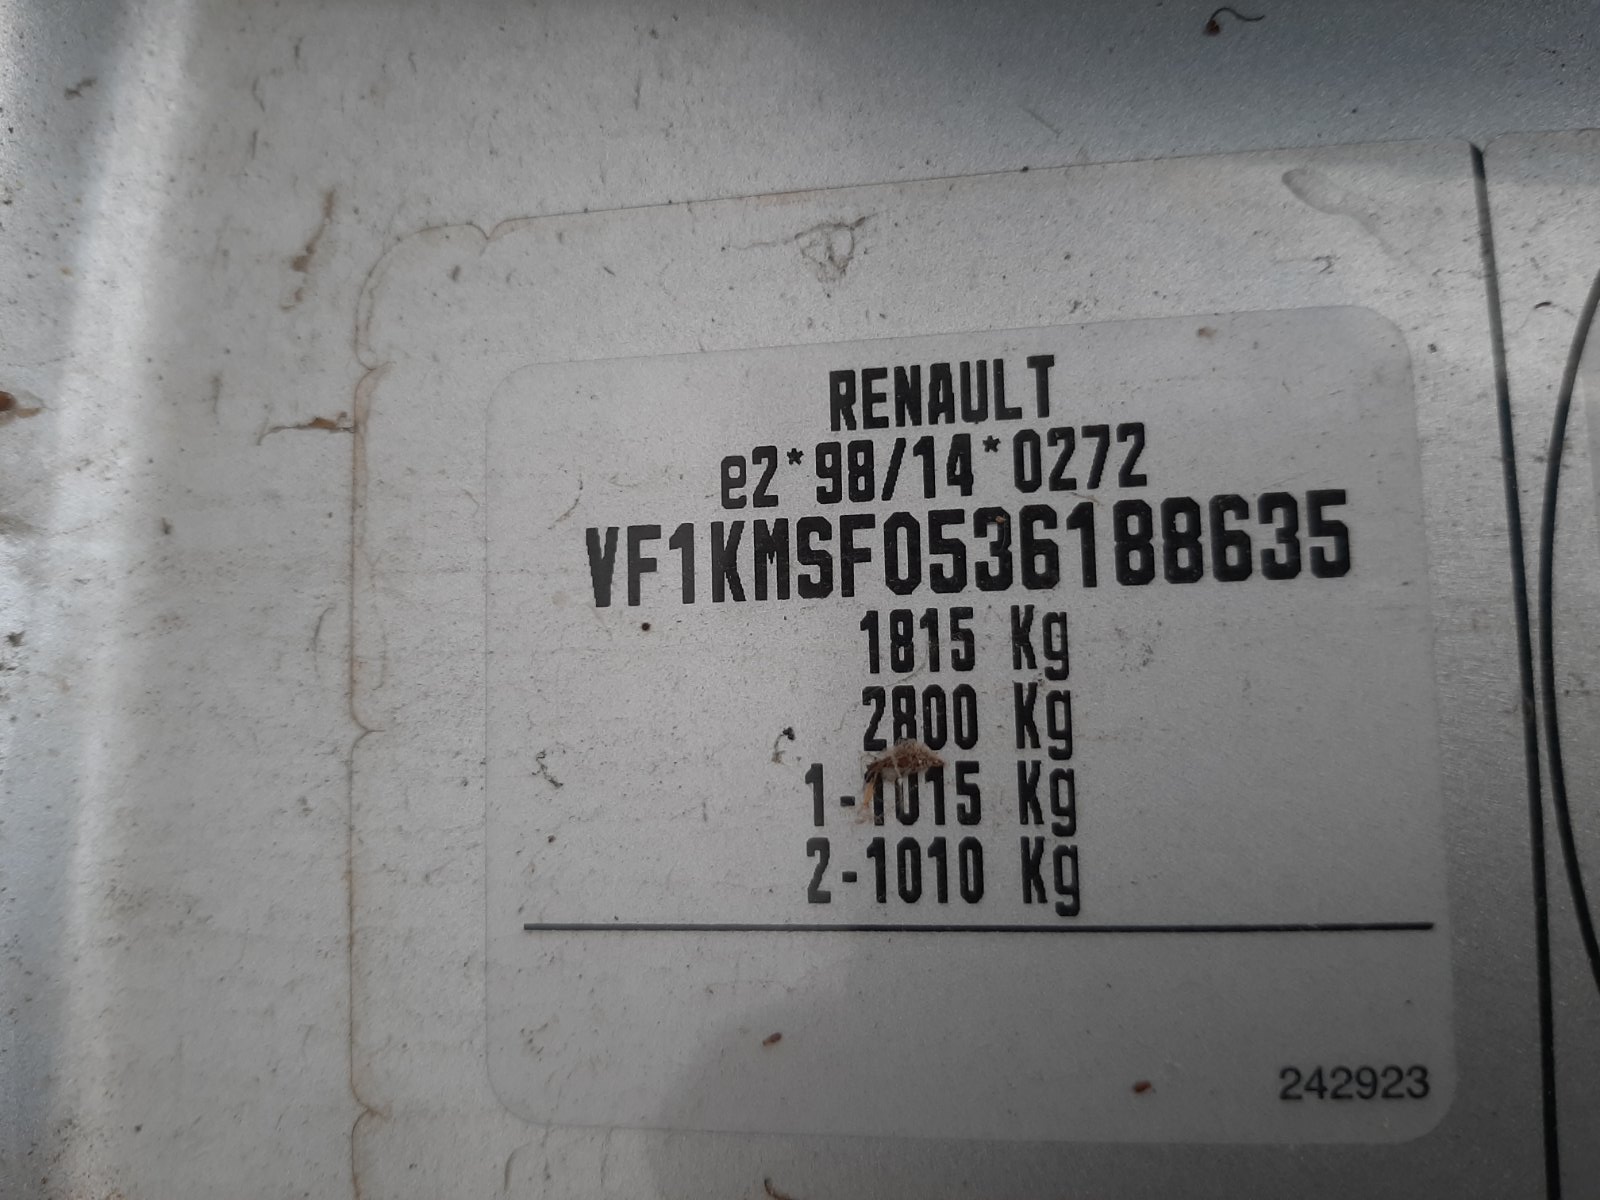 RENAULT
e2*98/14*0272
VF1KMSF0536188635
1815 Kg
2800 Kg
1-1015 Kg
2-1010 Kg
242923